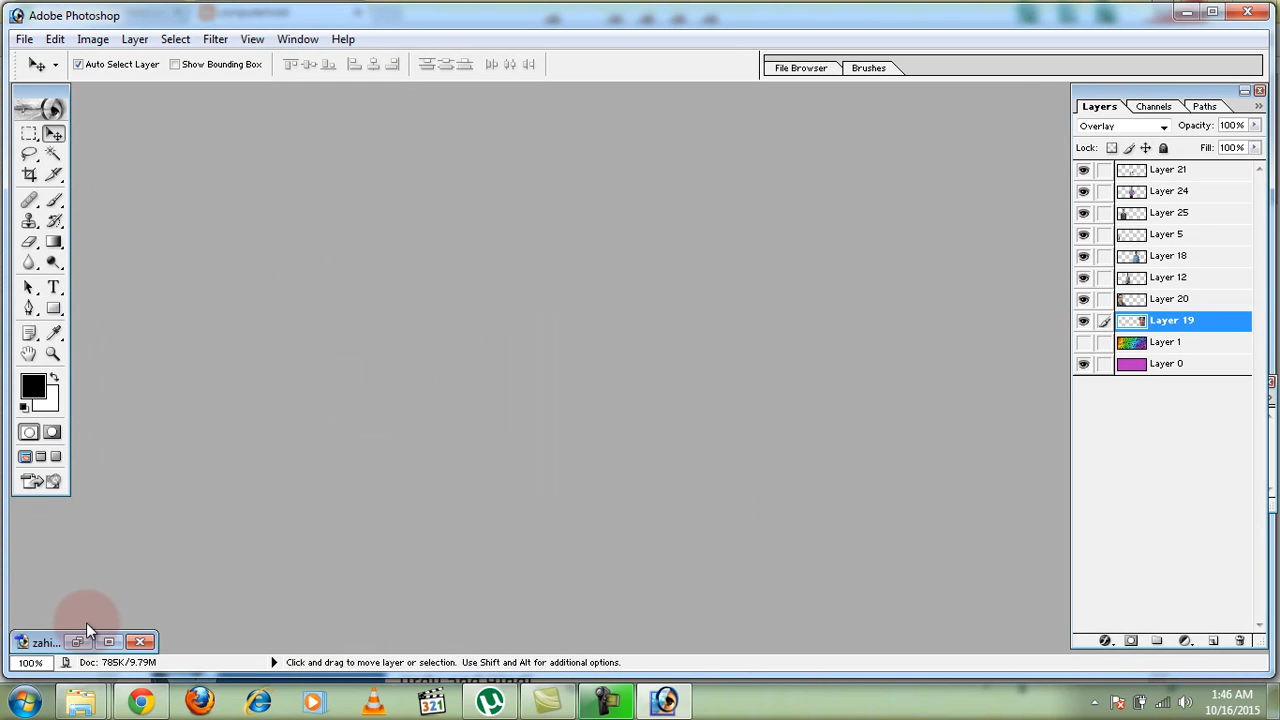 Adobe Photoshop
File Edit Image Layer Select Filter View Window Help
Auto Select Layer Show Bounding Box
File Browser Brushes
Layers Channels Paths
Overlay Opacity: 100%
Lock: Fill: 100%
Layer 21
Layer 24
Layer 25
Layer 5
Layer 18
Layer 12
Layer 20
Layer 19
Layer 1
Layer 0
zahi...
100% Doc: 785K/9.79M Click and drag to move layer or selection. Use Shift and Alt for additional options.
321
1:46 AM
10/16/2015